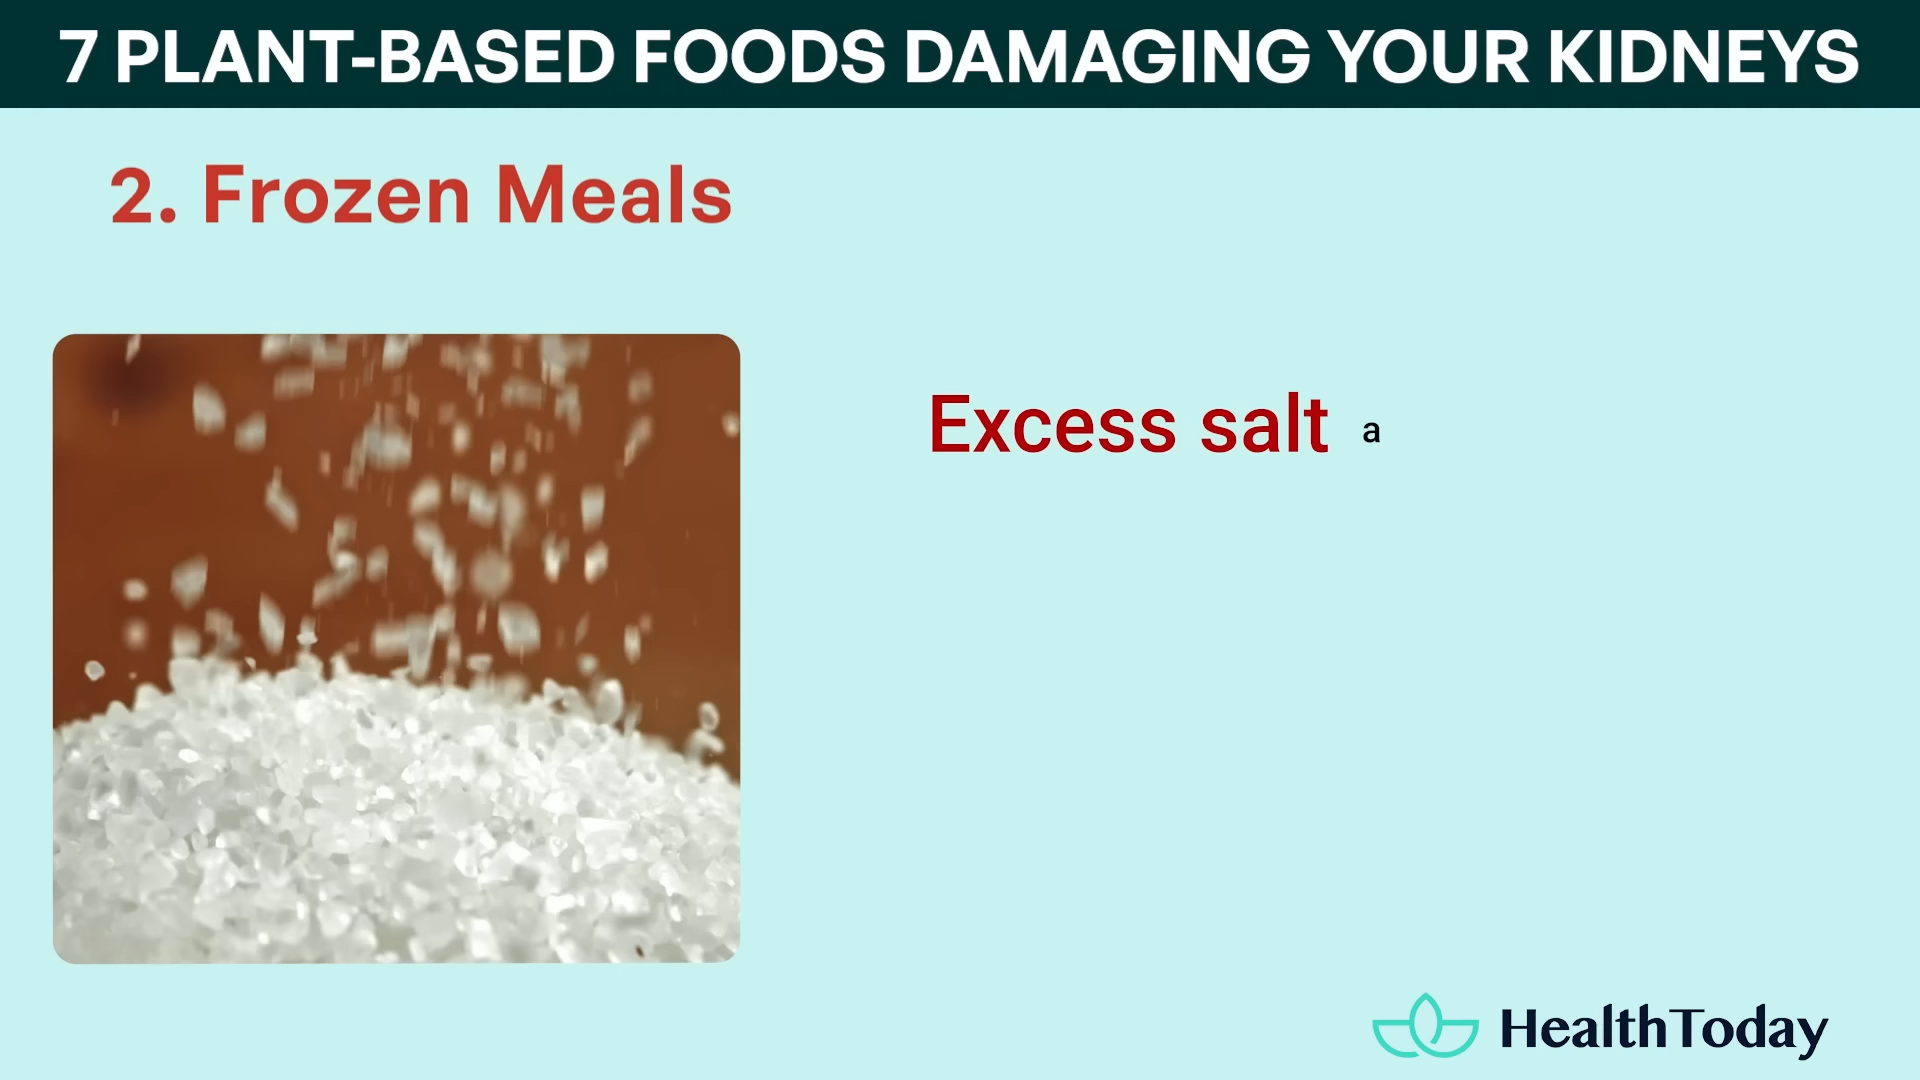 7 PLANT-BASED FOODS DAMAGING YOUR KIDNEYS
2. Frozen Meals
Excess salt a
HealthToday